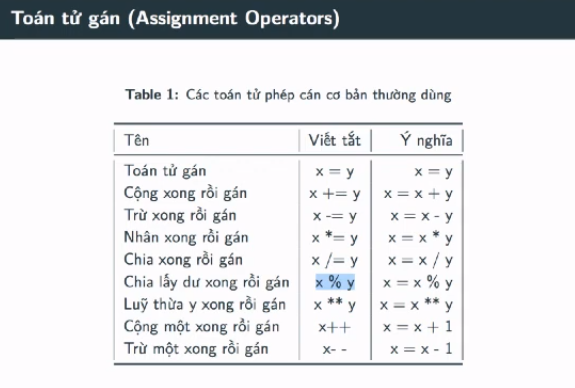 Toán tử gán (Assignment Operators)
Table 1: Các toán tử phép cán cơ bản thường dùng
Tên Viết tắt Ý nghĩa
Toán tử gán x = y x = y
Cộng xong rồi gán x += y x = x + y
Trừ xong rồi gán x -= y x = x - y
Nhân xong rồi gán x *= y x = x * y
Chia xong rồi gán x /= y x = x / y
Chia lấy dư xong rồi gán x % y x = x % y
Luỹ thừa y xong rồi gán x ** y x = x ** y
Cộng một xong rồi gán x++ x = x + 1
Trừ một xong rồi gán x- - x = x - 1